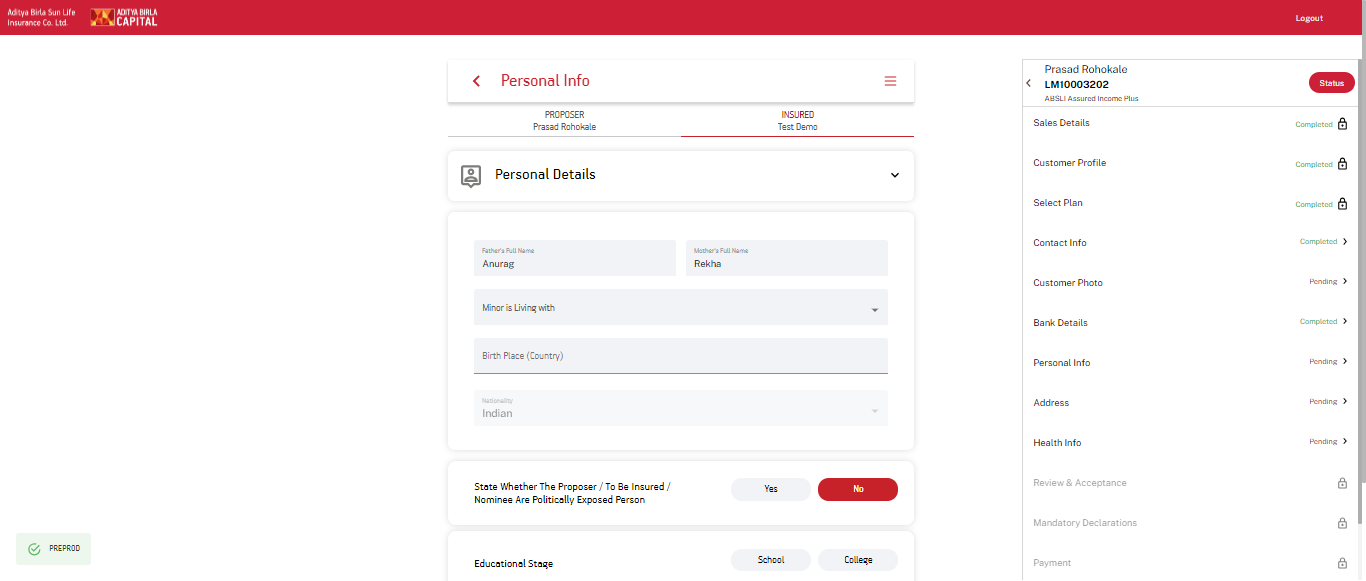 Aditya Birla Sun Life
Insurance Co. Ltd.
ADITYA BIRLA
CAPITAL
Logout
Personal Info
PROPOSER
Prasad Rohokale
INSURED
Test Demo
Personal Details
Father's Full Name
Anurag
Mother's Full Name
Rekha
Minor is Living with
Birth Place (Country)
Nationality
Indian
State Whether The Proposer / To Be Insured /
Nominee Are Politically Exposed Person
Yes
No
Educational Stage
School
College
PREPROD
Prasad Rohokale
LM10003202
ABSLI Assured Income Plus
Status
Sales Details
Completed
Customer Profile
Completed
Select Plan
Completed
Contact Info
Completed
Customer Photo
Pending
Bank Details
Completed
Personal Info
Pending
Address
Pending
Health Info
Pending
Review & Acceptance
Mandatory Declarations
Payment